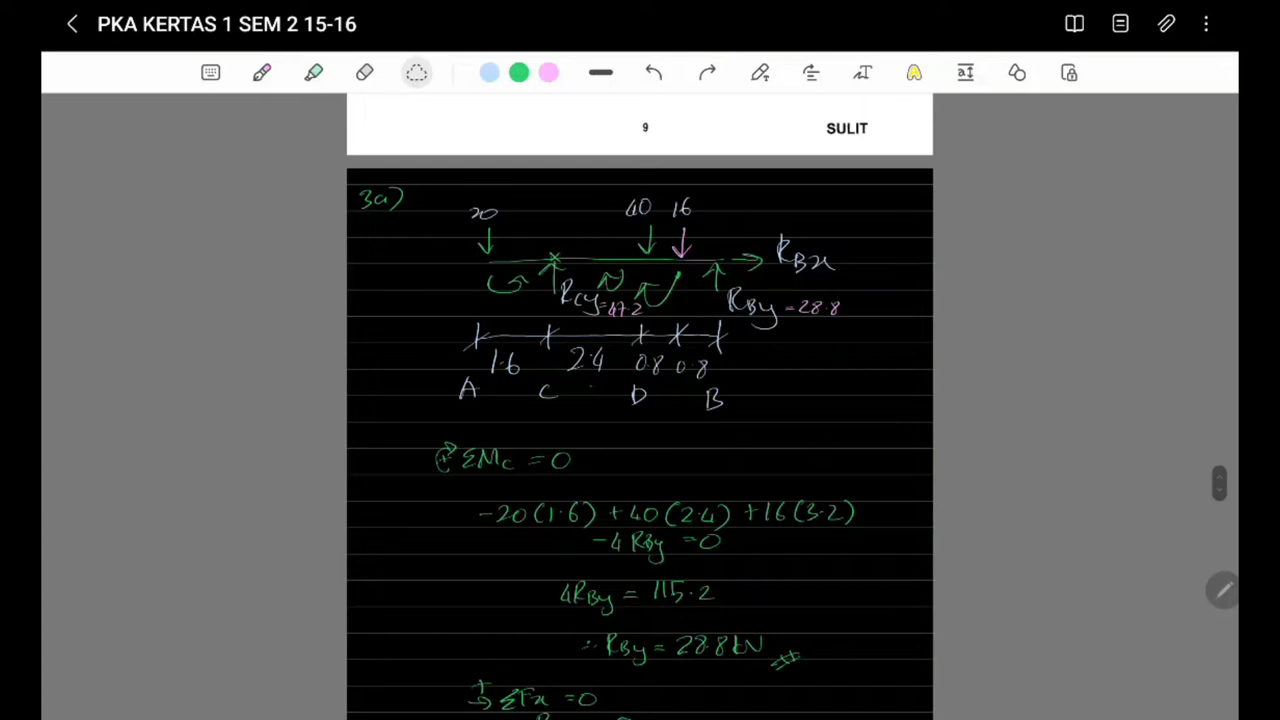 PKA KERTAS 1 SEM 2 15-16
9 SULIT
3a)
20 40 16
RBx
RCy = 47.2
RBy = 28.8
1.6 2.4 0.8 0.8
A C D B
+ ΣMc = 0
-20(1.6) + 40(2.4) + 16(3.2)
-4 RBy = 0
4RBy = 115.2
∴ RBy = 28.8 kN
+→ ΣFx = 0